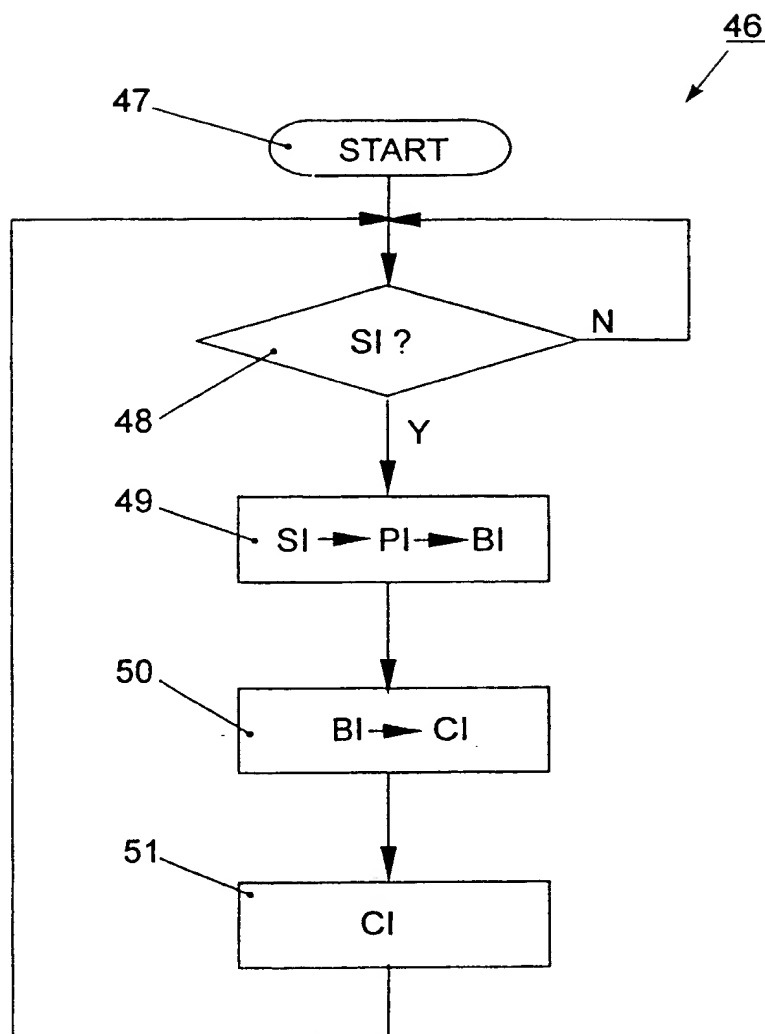 46
47
START
SI ?
N
48
Y
49
SI → PI → BI
50
BI → CI
51
CI